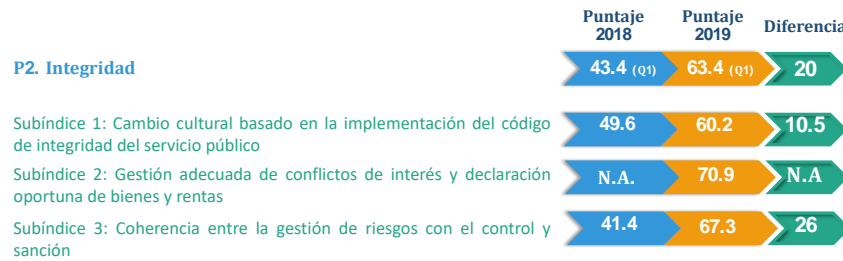 Puntaje 2018 Puntaje 2019 Diferencia
P2. Integridad 43.4 (Q1) 63.4 (Q1) 20
Subíndice 1: Cambio cultural basado en la implementación del código de integridad del servicio público 49.6 60.2 10.5
Subíndice 2: Gestión adecuada de conflictos de interés y declaración oportuna de bienes y rentas N.A. 70.9 N.A
Subíndice 3: Coherencia entre la gestión de riesgos con el control y sanción 41.4 67.3 26